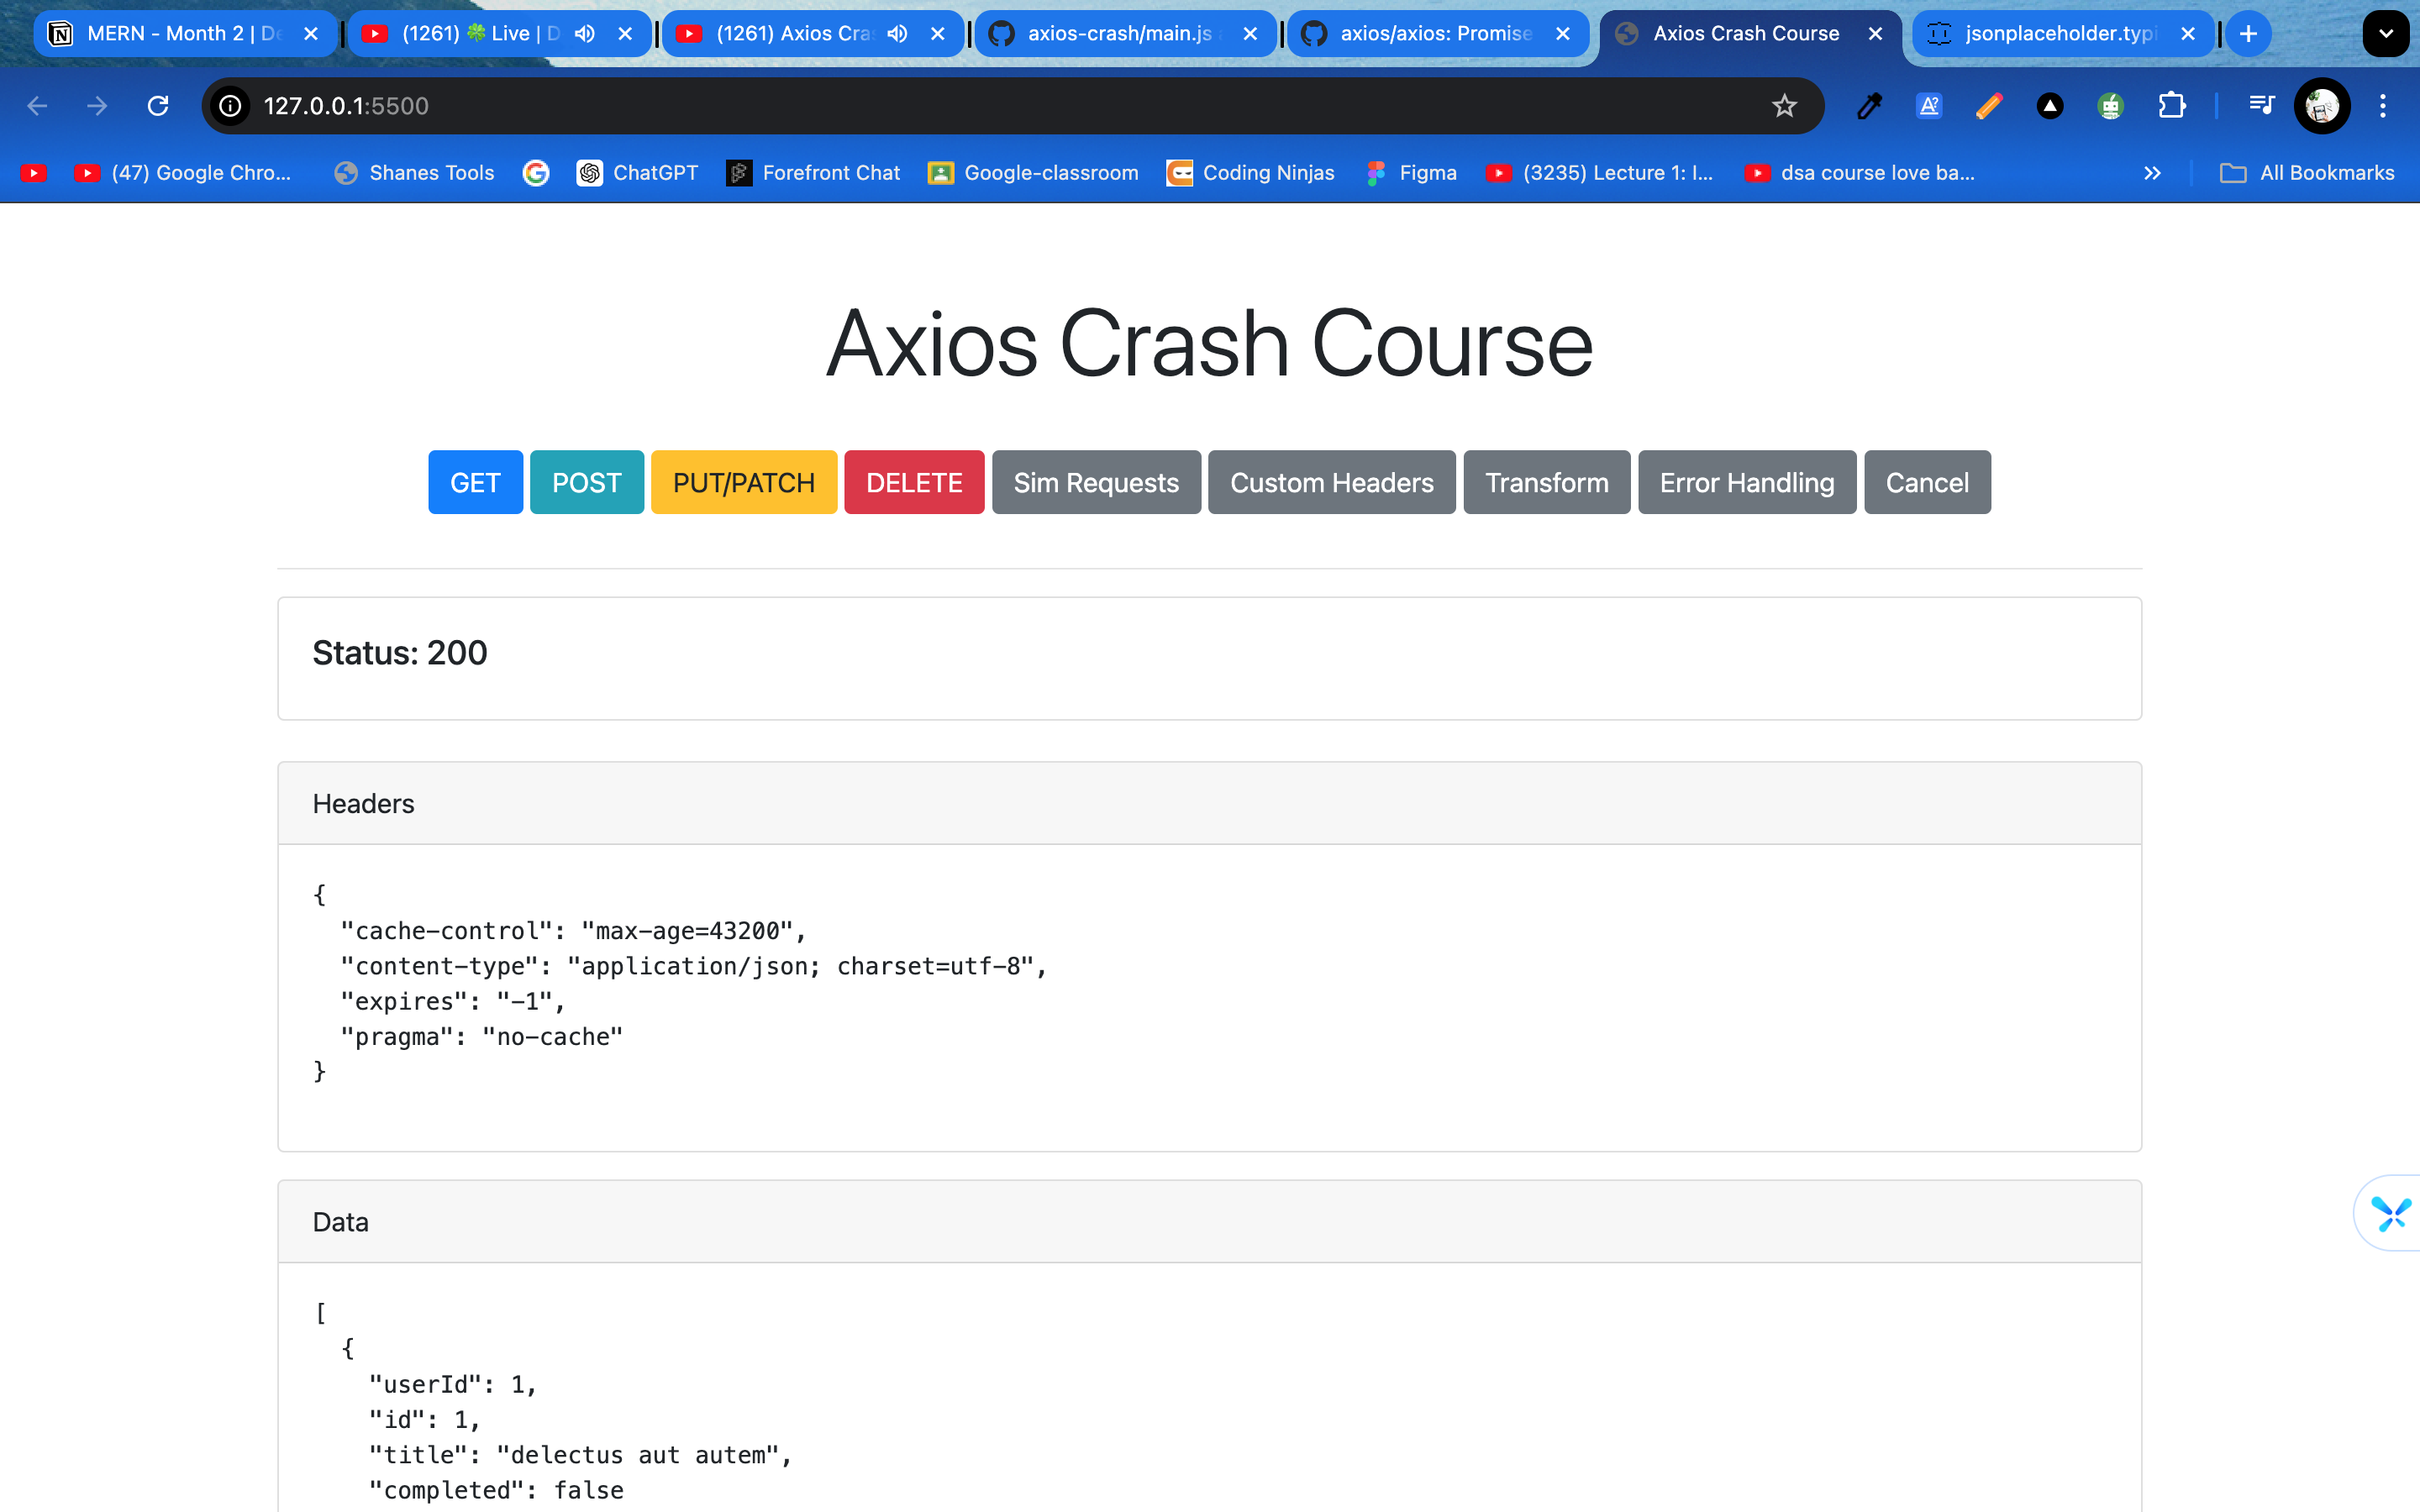 MERN - Month 2 | De
(1261) 🍀 Live | D
(1261) Axios Cras
axios-crash/main.js
axios/axios: Promise
Axios Crash Course
jsonplaceholder.typi
127.0.0.1:5500
(47) Google Chro...
Shanes Tools
ChatGPT
Forefront Chat
Google-classroom
Coding Ninjas
Figma
(3235) Lecture 1: I...
dsa course love ba...
All Bookmarks
Axios Crash Course
GET
POST
PUT/PATCH
DELETE
Sim Requests
Custom Headers
Transform
Error Handling
Cancel
Status: 200
Headers
{
"cache-control": "max-age=43200",
"content-type": "application/json; charset=utf-8",
"expires": "-1",
"pragma": "no-cache"
}
Data
[
{
"userId": 1,
"id": 1,
"title": "delectus aut autem",
"completed": false